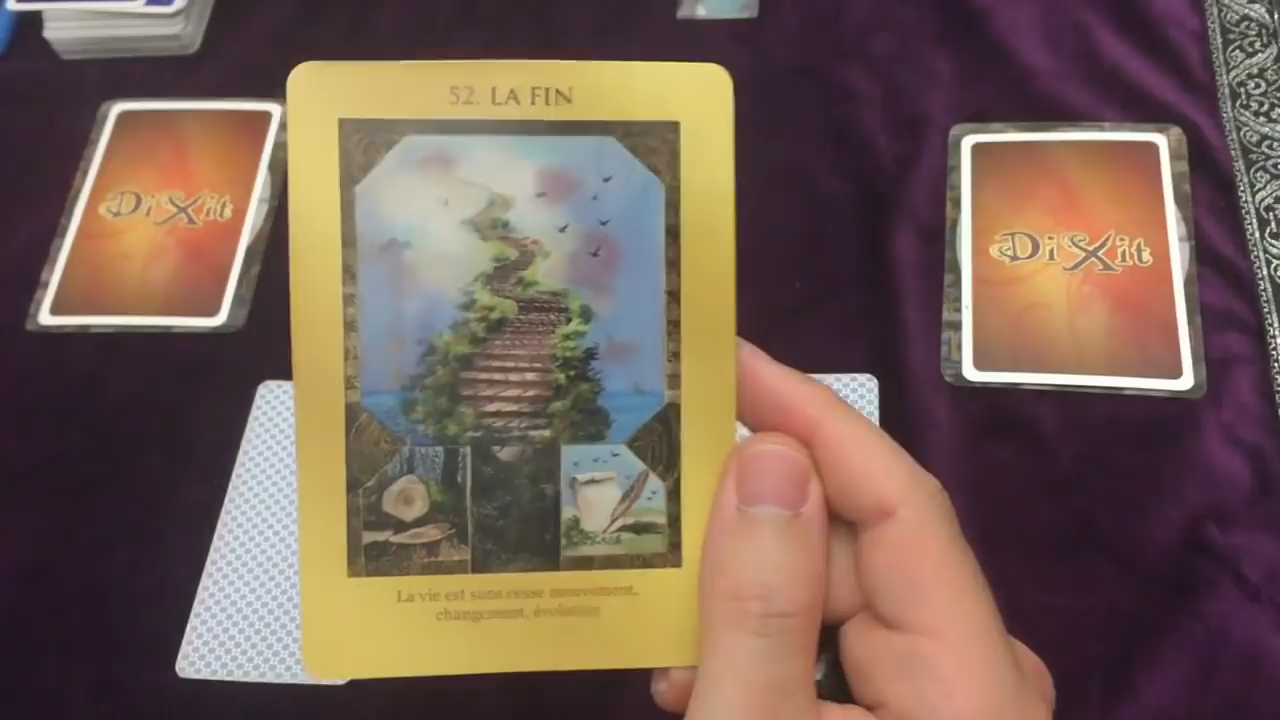 52. LA FIN
DiXit
DiXit
La vie est sans cesse mouvement,
changement, évolution